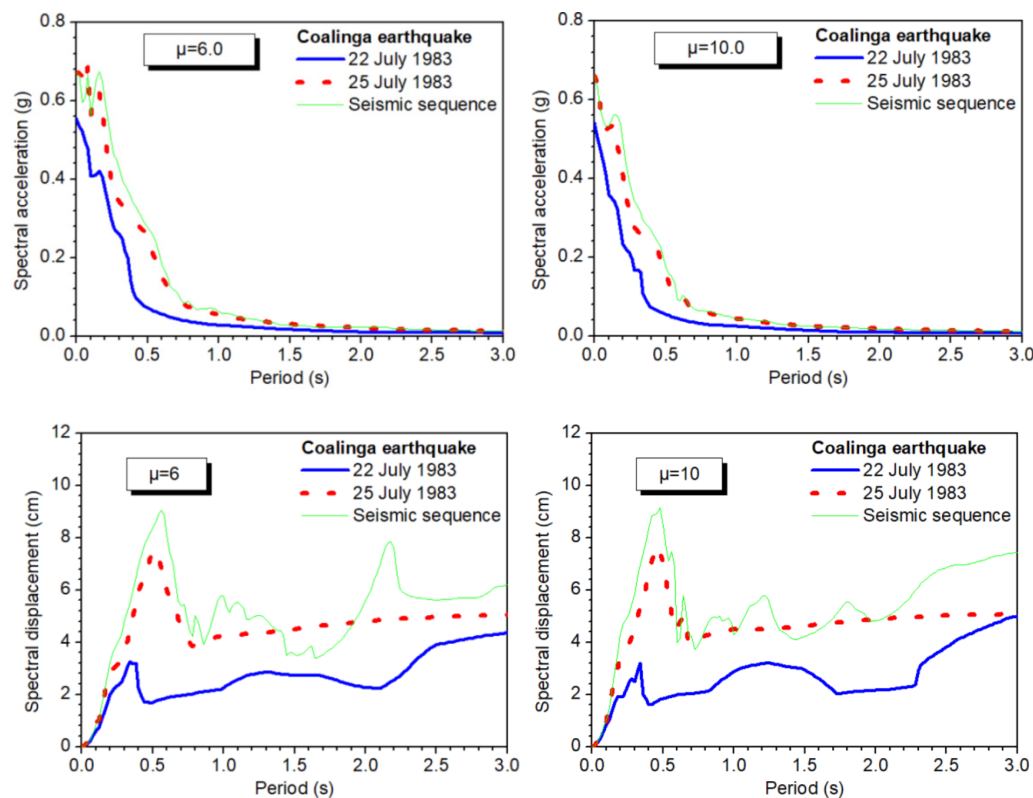 0.8
0.6
0.4
0.2
0.0
Spectral acceleration (g)
μ=6.0
Coalinga earthquake
22 July 1983
25 July 1983
Seismic sequence
0.0 0.5 1.0 1.5 2.0 2.5 3.0
Period (s)
0.8
0.6
0.4
0.2
0.0
Spectral acceleration (g)
μ=10.0
Coalinga earthquake
22 July 1983
25 July 1983
Seismic sequence
0.0 0.5 1.0 1.5 2.0 2.5 3.0
Period (s)
12
10
8
6
4
2
0
Spectral displacement (cm)
μ=6
Coalinga earthquake
22 July 1983
25 July 1983
Seismic sequence
0.0 0.5 1.0 1.5 2.0 2.5 3.0
Period (s)
12
10
8
6
4
2
0
Spectral displacement (cm)
μ=10
Coalinga earthquake
22 July 1983
25 July 1983
Seismic sequence
0.0 0.5 1.0 1.5 2.0 2.5 3.0
Period (s)